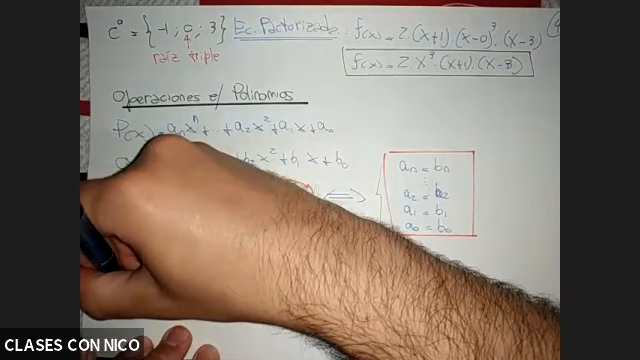 C⁰ = {-1; 0; 3} Ec. Factorizada: f(x) = 2.(x+1).(x-0)³.(x-3)
raíz triple
f(x) = 2 x³.(x+1).(x-3)
Operaciones e/ Polinomios
P(x) = aₙxⁿ+...+a₂x²+a₁x+a₀
b₂x²+b₁x+b₀
⟺
aₙ = bₙ
⋮
a₂ = b₂
a₁ = b₁
a₀ = b₀
CLASES CON NICO